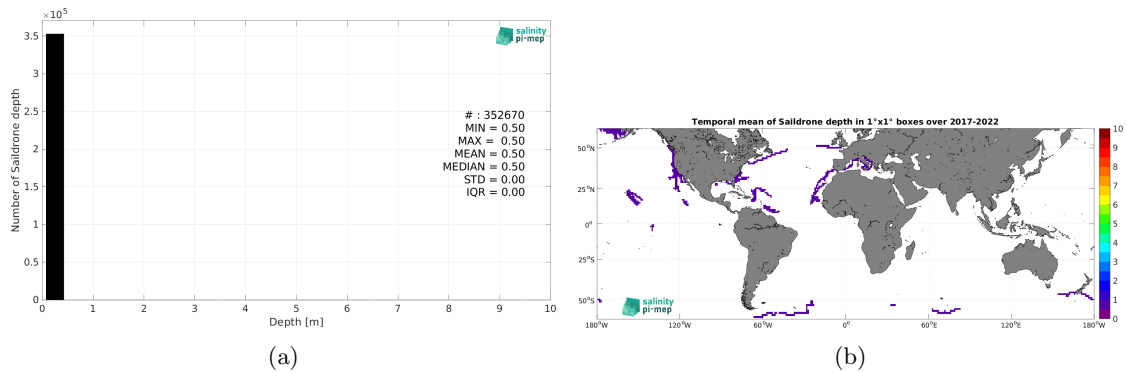 ×10⁵
3.5
3
2.5
2
1.5
1
0.5
0
Number of Saildrone depth
salinity
pi-mep
# : 352670
MIN = 0.50
MAX = 0.50
MEAN = 0.50
MEDIAN = 0.50
STD = 0.00
IQR = 0.00
0 1 2 3 4 5 6 7 8 9 10
Depth [m]
(a)
Temporal mean of Saildrone depth in 1°x1° boxes over 2017-2022
50°N
25°N
0°
25°S
50°S
salinity
pi-mep
180°W 120°W 60°W 0° 60°E 120°E 180°W
10
9
8
7
6
5
4
3
2
1
0
(b)